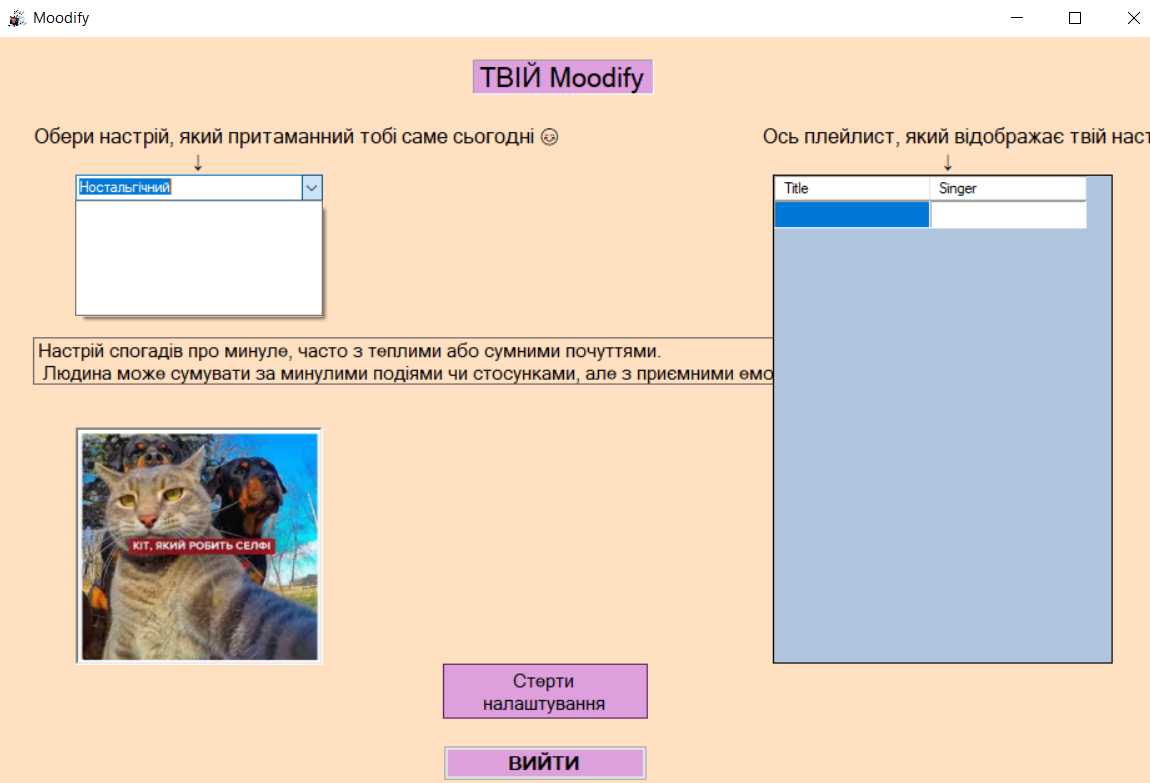 Moodify
ТВІЙ Moodify
Обери настрій, який притаманний тобі саме сьогодні 😊
↓
Ностальгічний
Ось плейлист, який відображає твій наст
↓
Title Singer
Настрій спогадів про минуле, часто з теплими або сумними почуттями.
Людина може сумувати за минулими подіями чи стосунками, але з приємними емо
КІТ, ЯКИЙ РОБИТЬ СЕЛФІ
Стерти
налаштування
ВИЙТИ